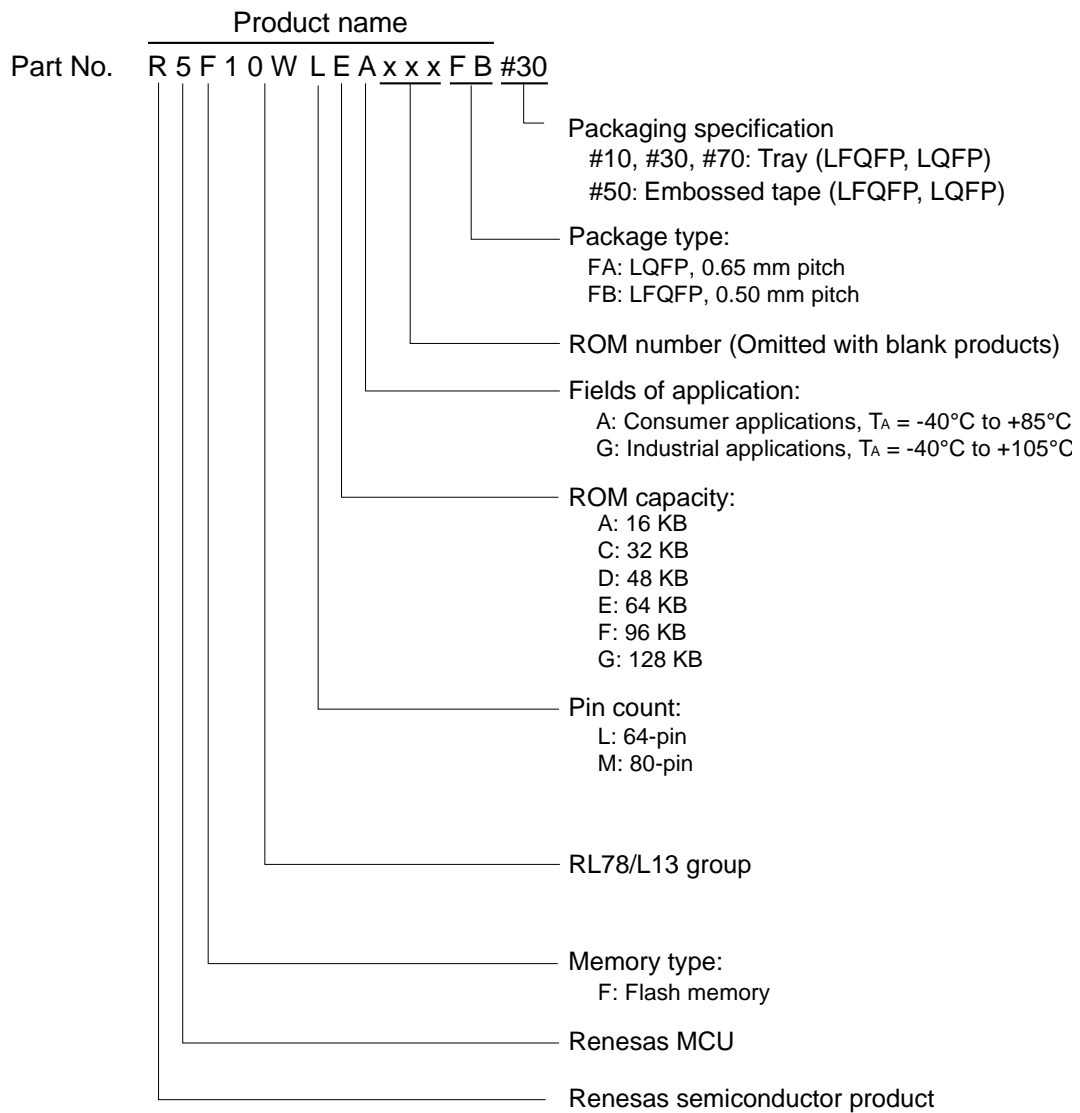 Product name
Part No. R 5 F 1 0 W L E A x x x F B #30
Packaging specification
#10, #30, #70: Tray (LFQFP, LQFP)
#50: Embossed tape (LFQFP, LQFP)
Package type:
FA: LQFP, 0.65 mm pitch
FB: LFQFP, 0.50 mm pitch
ROM number (Omitted with blank products)
Fields of application:
A: Consumer applications, TA = -40°C to +85°C
G: Industrial applications, TA = -40°C to +105°C
ROM capacity:
A: 16 KB
C: 32 KB
D: 48 KB
E: 64 KB
F: 96 KB
G: 128 KB
Pin count:
L: 64-pin
M: 80-pin
RL78/L13 group
Memory type:
F: Flash memory
Renesas MCU
Renesas semiconductor product